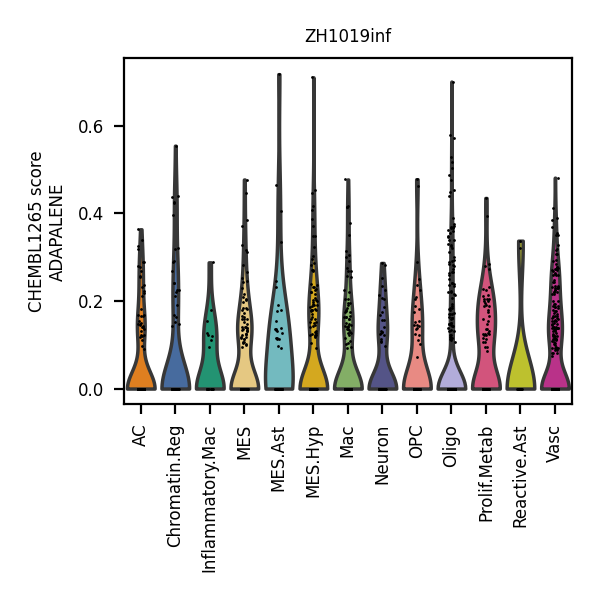 ZH1019inf
CHEMBL1265 score
ADAPALENE
0.6
0.4
0.2
0.0
AC
Chromatin.Reg
Inflammatory.Mac
MES
MES.Ast
MES.Hyp
Mac
Neuron
OPC
Oligo
Prolif.Metab
Reactive.Ast
Vasc